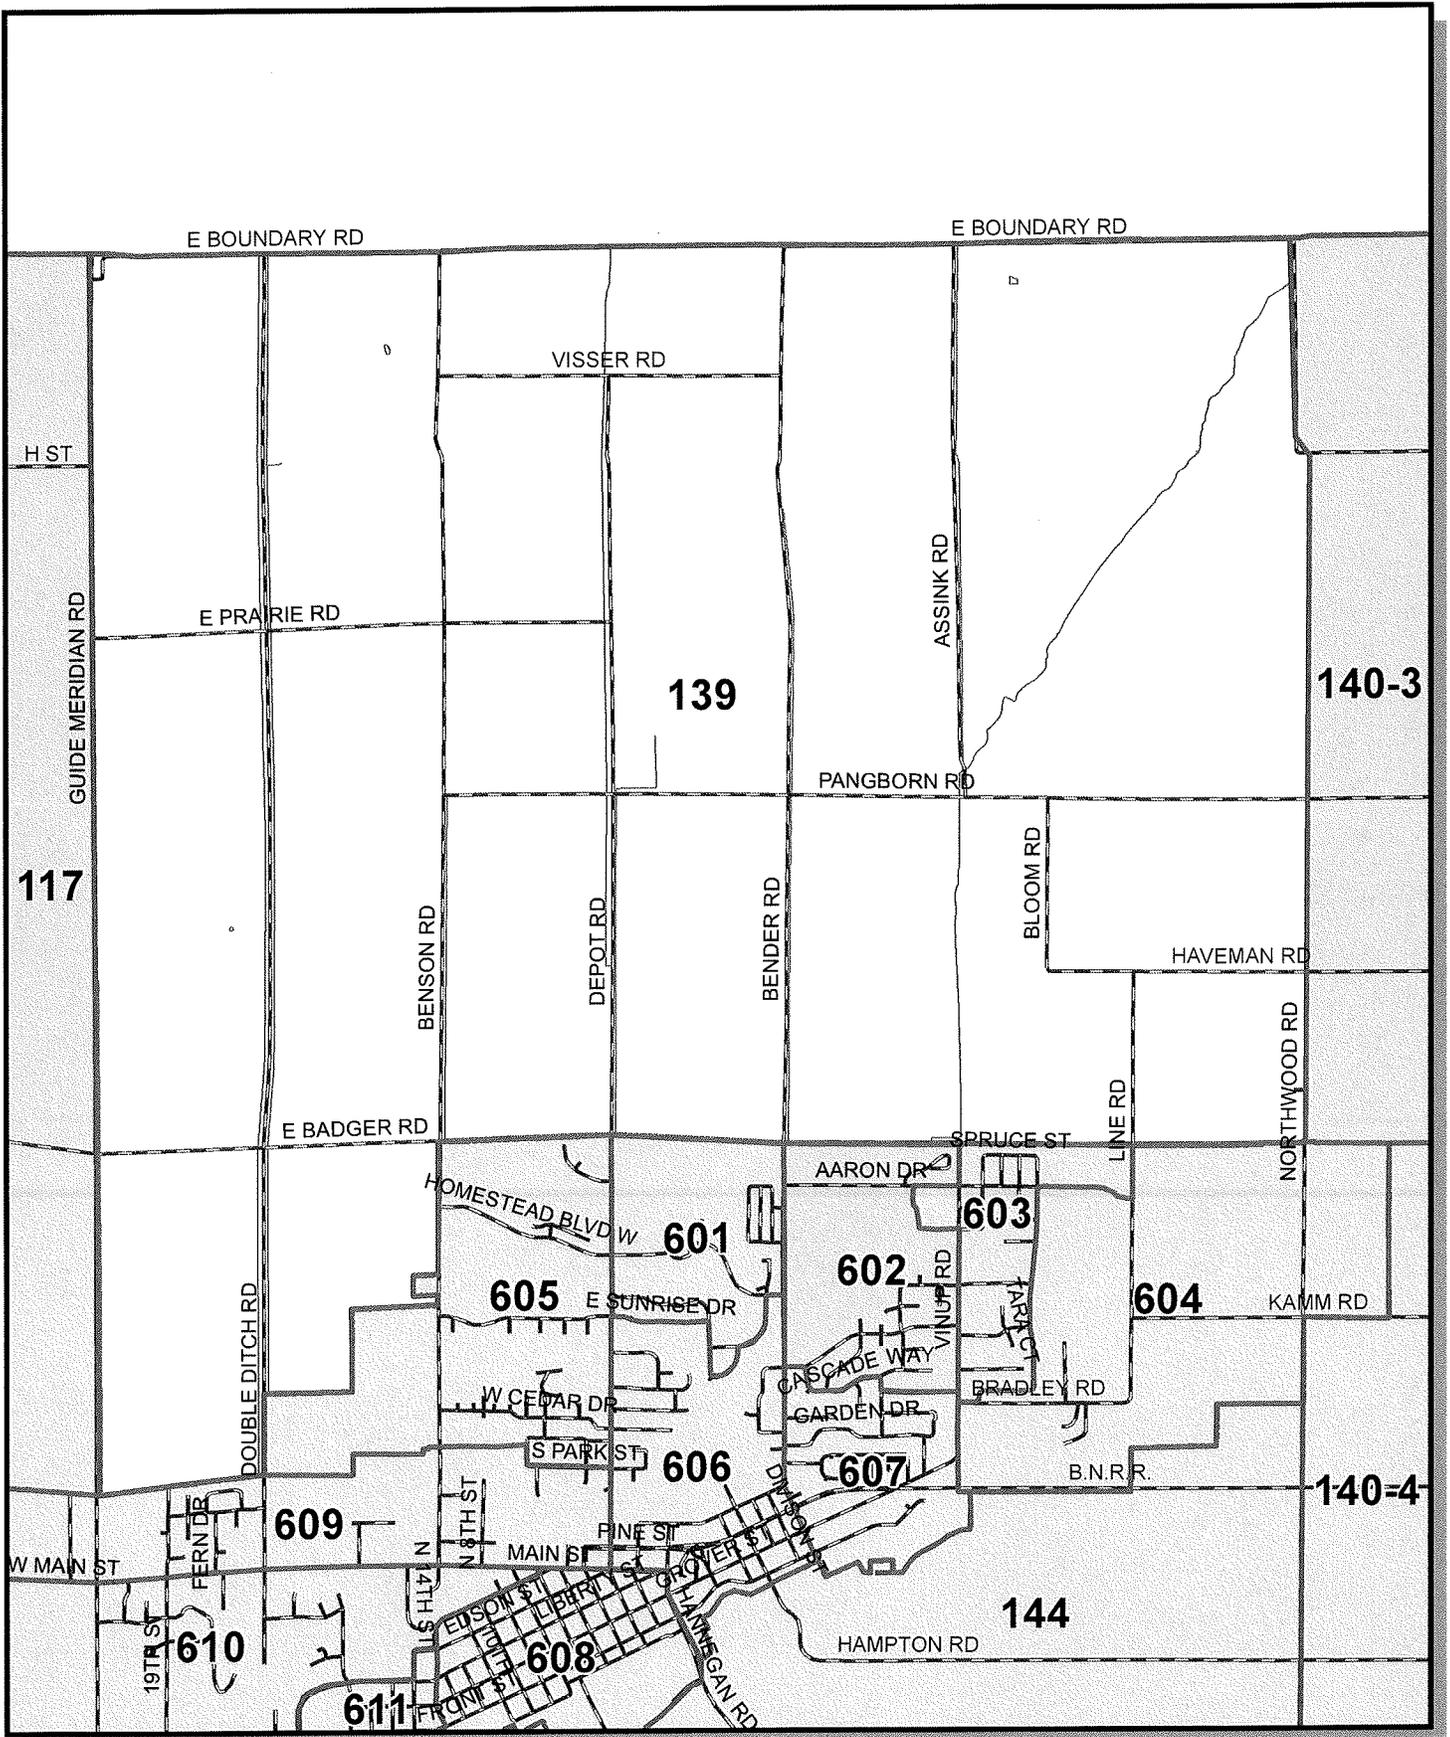 E BOUNDARY RD
E BOUNDARY RD
VISSER RD
H ST
ASSINK RD
GUIDE MERIDIAN RD
E PRAIRIE RD
139
140-3
PANGBORN RD
BLOOM RD
117
BENSON RD
DEPOT RD
BENDER RD
HAVEMAN RD
NORTHWOOD RD
LINE RD
E BADGER RD
SPRUCE ST
AARON DR
HOMESTEAD BLVD W
601
603
602
VINUP RD
605
E SUNRISE DR
TARA CT
604
KAMM RD
DOUBLE DITCH RD
CASCADE WAY
BRADLEY RD
W CEDAR DR
GARDEN DR
S PARK ST
606
607
B.N.R.R.
140-4
DIVISION ST
609
FERN DR
N 8TH ST
PINE ST
MAIN ST
GROVER ST
W MAIN ST
N 14TH ST
EDSON ST
LIBERTY ST
HANNEGAN RD
144
HAMPTON RD
19TH ST
610
608
611
FRONT ST